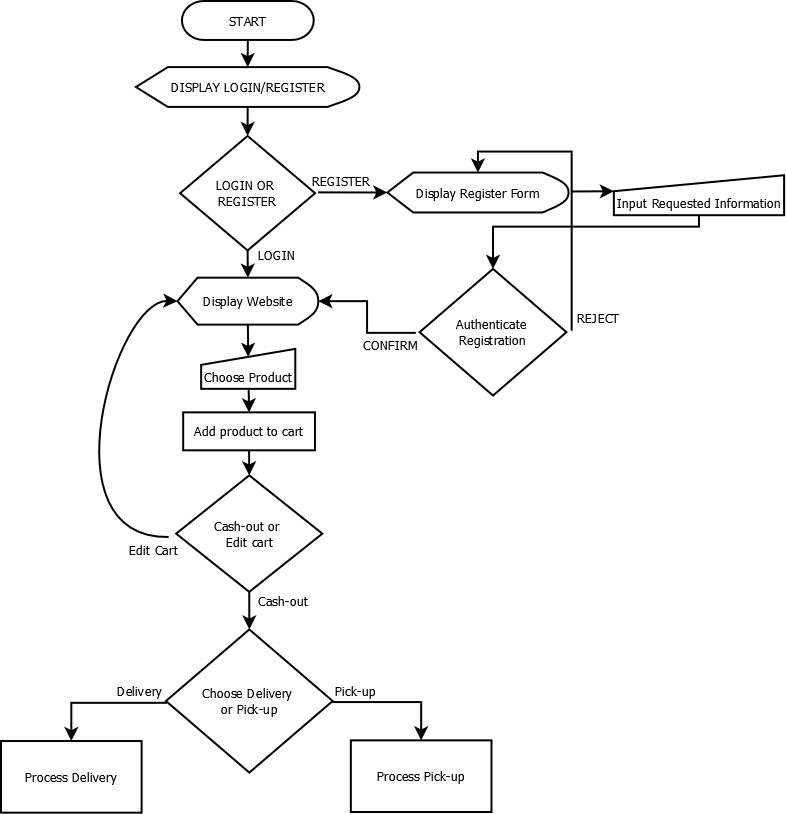 START
DISPLAY LOGIN/REGISTER
LOGIN OR
REGISTER
REGISTER
Display Register Form
Input Requested Information
LOGIN
Display Website
Authenticate
Registration
REJECT
CONFIRM
Choose Product
Add product to cart
Cash-out or
Edit cart
Edit Cart
Cash-out
Choose Delivery
or Pick-up
Delivery
Pick-up
Process Delivery
Process Pick-up